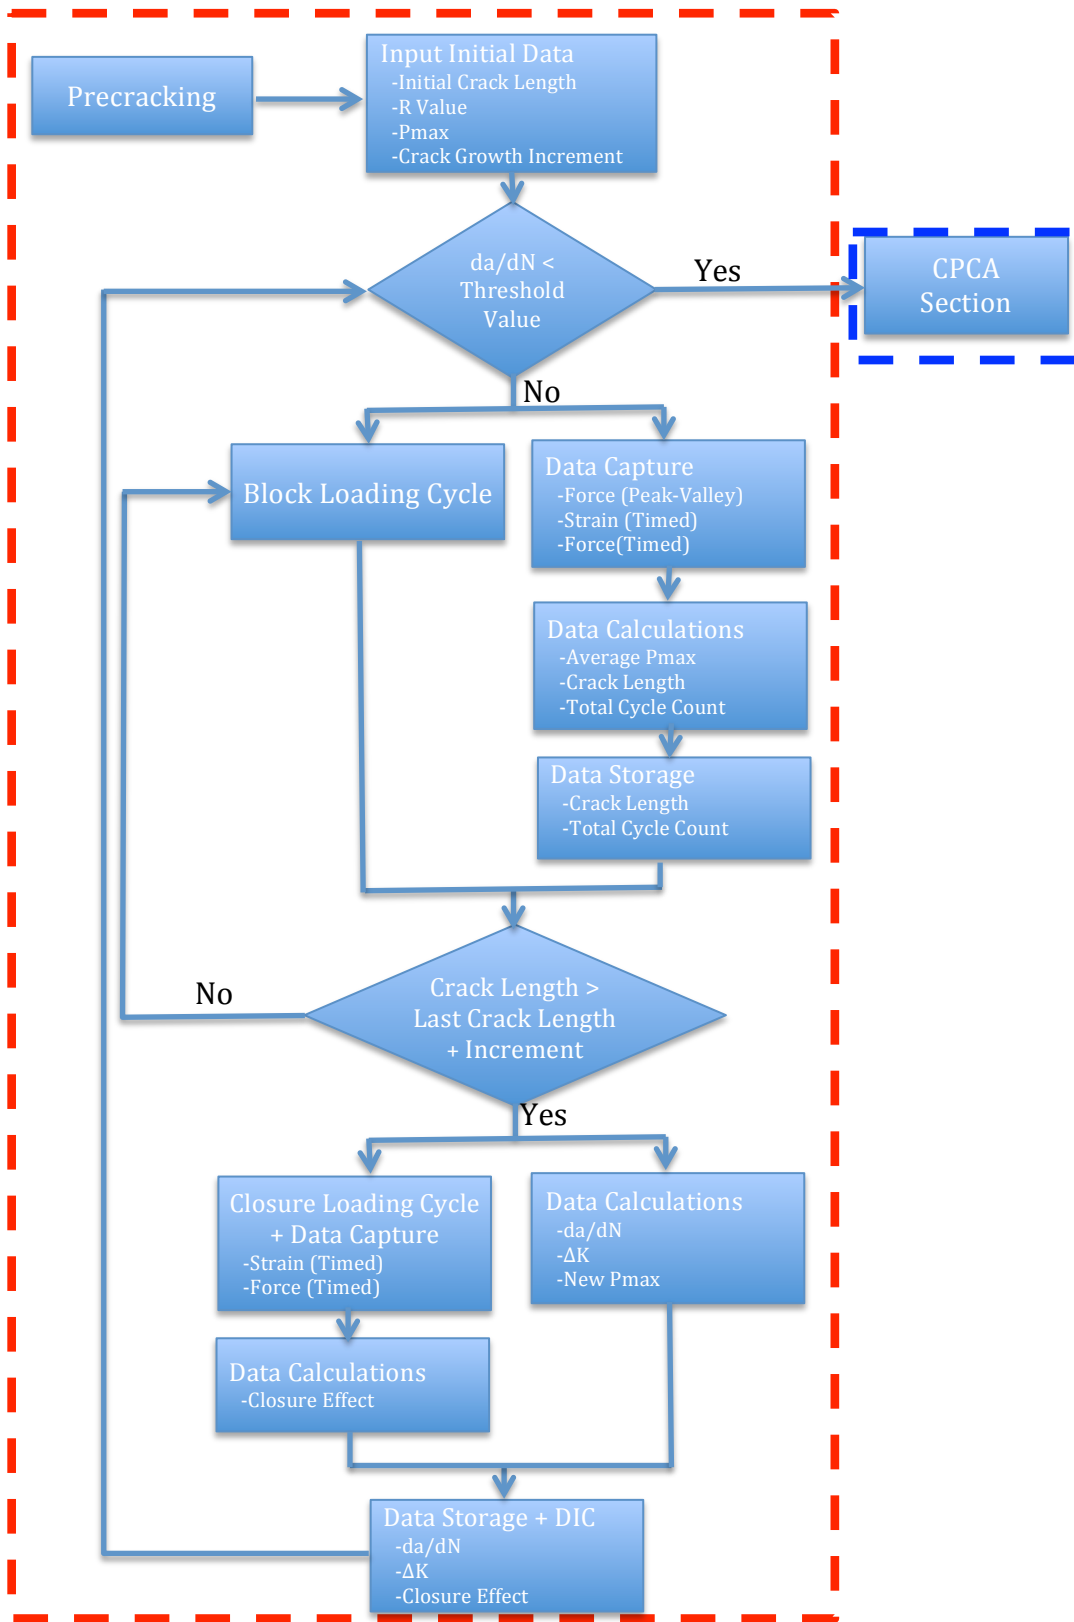 Precracking
Input Initial Data
-Initial Crack Length
-R Value
-Pmax
-Crack Growth Increment
da/dN <
Threshold
Value
Yes
CPCA
Section
No
Block Loading Cycle
Data Capture
-Force (Peak-Valley)
-Strain (Timed)
-Force(Timed)
Data Calculations
-Average Pmax
-Crack Length
-Total Cycle Count
Data Storage
-Crack Length
-Total Cycle Count
Crack Length >
Last Crack Length
+ Increment
No
Yes
Closure Loading Cycle
+ Data Capture
-Strain (Timed)
-Force (Timed)
Data Calculations
-da/dN
-ΔK
-New Pmax
Data Calculations
-Closure Effect
Data Storage + DIC
-da/dN
-ΔK
-Closure Effect